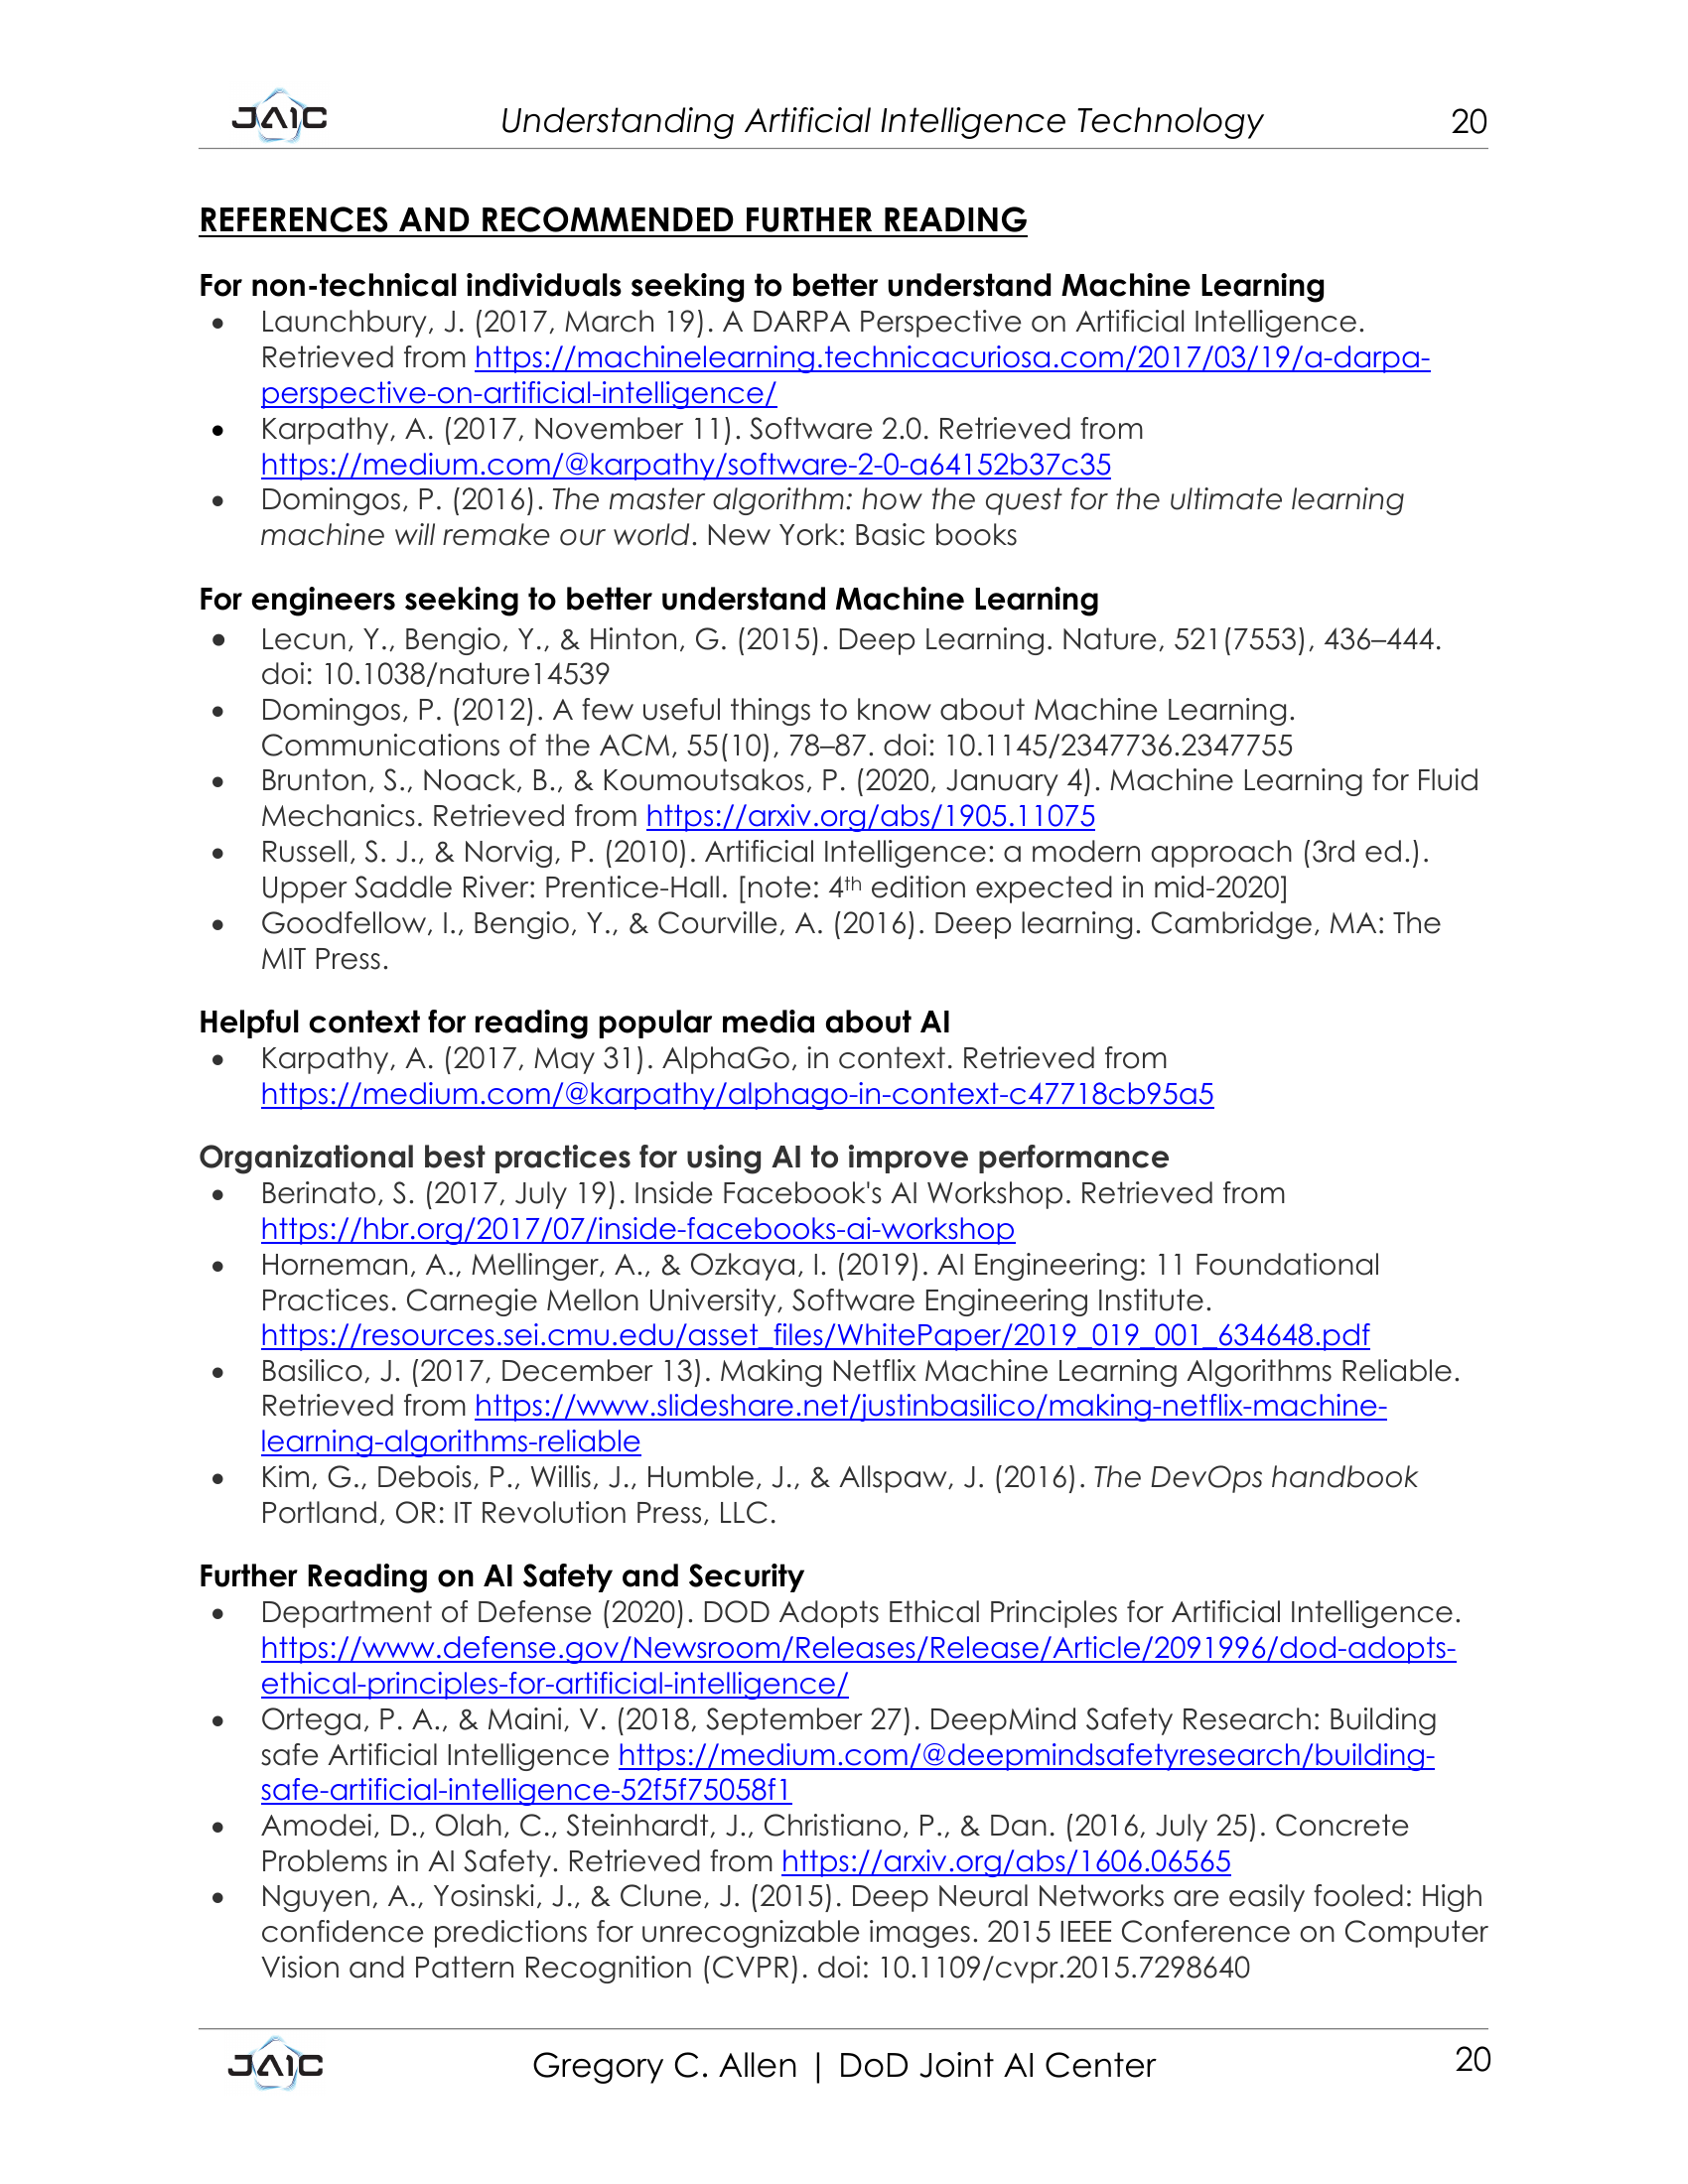 JAIC Understanding Artificial Intelligence Technology 20
REFERENCES AND RECOMMENDED FURTHER READING
For non-technical individuals seeking to better understand Machine Learning
• Launchbury, J. (2017, March 19). A DARPA Perspective on Artificial Intelligence.
Retrieved from https://machinelearning.technicacuriosa.com/2017/03/19/a-darpa-
perspective-on-artificial-intelligence/
• Karpathy, A. (2017, November 11). Software 2.0. Retrieved from
https://medium.com/@karpathy/software-2-0-a64152b37c35
• Domingos, P. (2016). The master algorithm: how the quest for the ultimate learning
machine will remake our world. New York: Basic books
For engineers seeking to better understand Machine Learning
• Lecun, Y., Bengio, Y., & Hinton, G. (2015). Deep Learning. Nature, 521(7553), 436–444.
doi: 10.1038/nature14539
• Domingos, P. (2012). A few useful things to know about Machine Learning.
Communications of the ACM, 55(10), 78–87. doi: 10.1145/2347736.2347755
• Brunton, S., Noack, B., & Koumoutsakos, P. (2020, January 4). Machine Learning for Fluid
Mechanics. Retrieved from https://arxiv.org/abs/1905.11075
• Russell, S. J., & Norvig, P. (2010). Artificial Intelligence: a modern approach (3rd ed.).
Upper Saddle River: Prentice-Hall. [note: 4th edition expected in mid-2020]
• Goodfellow, I., Bengio, Y., & Courville, A. (2016). Deep learning. Cambridge, MA: The
MIT Press.
Helpful context for reading popular media about AI
• Karpathy, A. (2017, May 31). AlphaGo, in context. Retrieved from
https://medium.com/@karpathy/alphago-in-context-c47718cb95a5
Organizational best practices for using AI to improve performance
• Berinato, S. (2017, July 19). Inside Facebook's AI Workshop. Retrieved from
https://hbr.org/2017/07/inside-facebooks-ai-workshop
• Horneman, A., Mellinger, A., & Ozkaya, I. (2019). AI Engineering: 11 Foundational
Practices. Carnegie Mellon University, Software Engineering Institute.
https://resources.sei.cmu.edu/asset_files/WhitePaper/2019_019_001_634648.pdf
• Basilico, J. (2017, December 13). Making Netflix Machine Learning Algorithms Reliable.
Retrieved from https://www.slideshare.net/justinbasilico/making-netflix-machine-
learning-algorithms-reliable
• Kim, G., Debois, P., Willis, J., Humble, J., & Allspaw, J. (2016). The DevOps handbook
Portland, OR: IT Revolution Press, LLC.
Further Reading on AI Safety and Security
• Department of Defense (2020). DOD Adopts Ethical Principles for Artificial Intelligence.
https://www.defense.gov/Newsroom/Releases/Release/Article/2091996/dod-adopts-
ethical-principles-for-artificial-intelligence/
• Ortega, P. A., & Maini, V. (2018, September 27). DeepMind Safety Research: Building
safe Artificial Intelligence https://medium.com/@deepmindsafetyresearch/building-
safe-artificial-intelligence-52f5f75058f1
• Amodei, D., Olah, C., Steinhardt, J., Christiano, P., & Dan. (2016, July 25). Concrete
Problems in AI Safety. Retrieved from https://arxiv.org/abs/1606.06565
• Nguyen, A., Yosinski, J., & Clune, J. (2015). Deep Neural Networks are easily fooled: High
confidence predictions for unrecognizable images. 2015 IEEE Conference on Computer
Vision and Pattern Recognition (CVPR). doi: 10.1109/cvpr.2015.7298640
JAIC Gregory C. Allen | DoD Joint AI Center 20